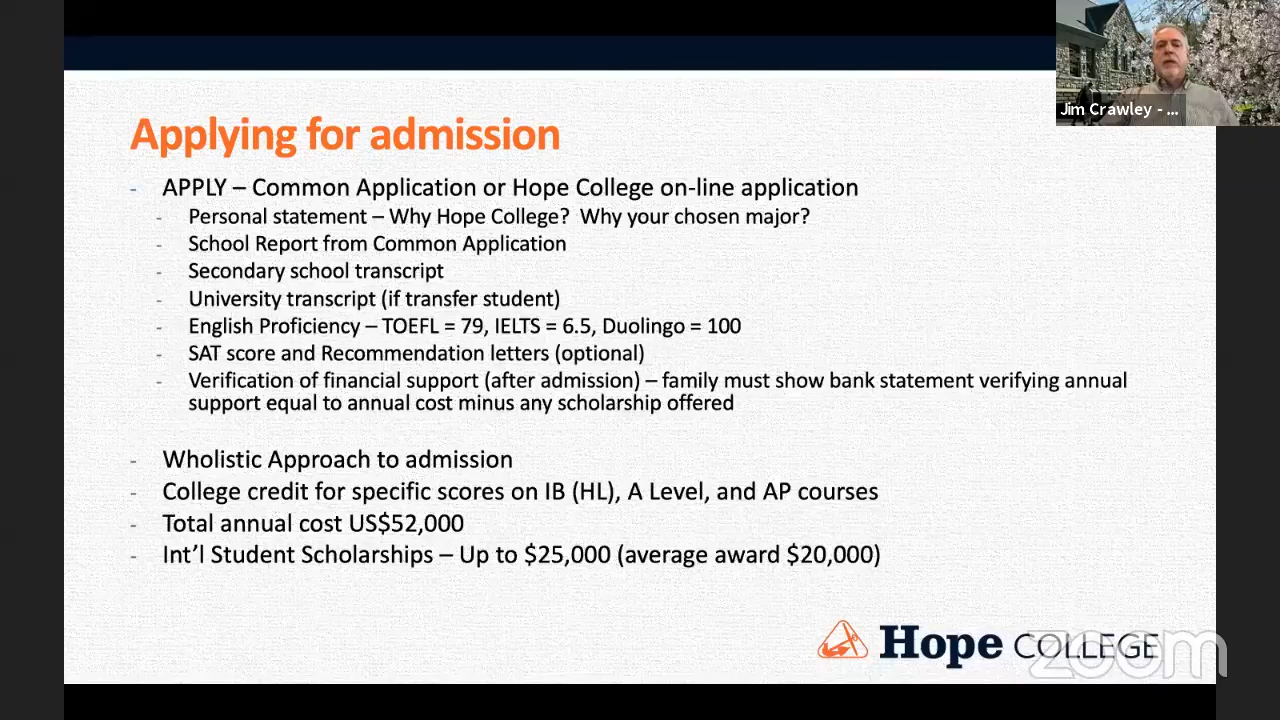 Jim Crawley - ...
Applying for admission
- APPLY – Common Application or Hope College on-line application
- Personal statement – Why Hope College?  Why your chosen major?
- School Report from Common Application
- Secondary school transcript
- University transcript (if transfer student)
- English Proficiency – TOEFL = 79, IELTS = 6.5, Duolingo = 100
- SAT score and Recommendation letters (optional)
- Verification of financial support (after admission) – family must show bank statement verifying annual
support equal to annual cost minus any scholarship offered
- Wholistic Approach to admission
- College credit for specific scores on IB (HL), A Level, and AP courses
- Total annual cost US$52,000
- Int’l Student Scholarships – Up to $25,000 (average award $20,000)
Hope COLLEGE
zoom